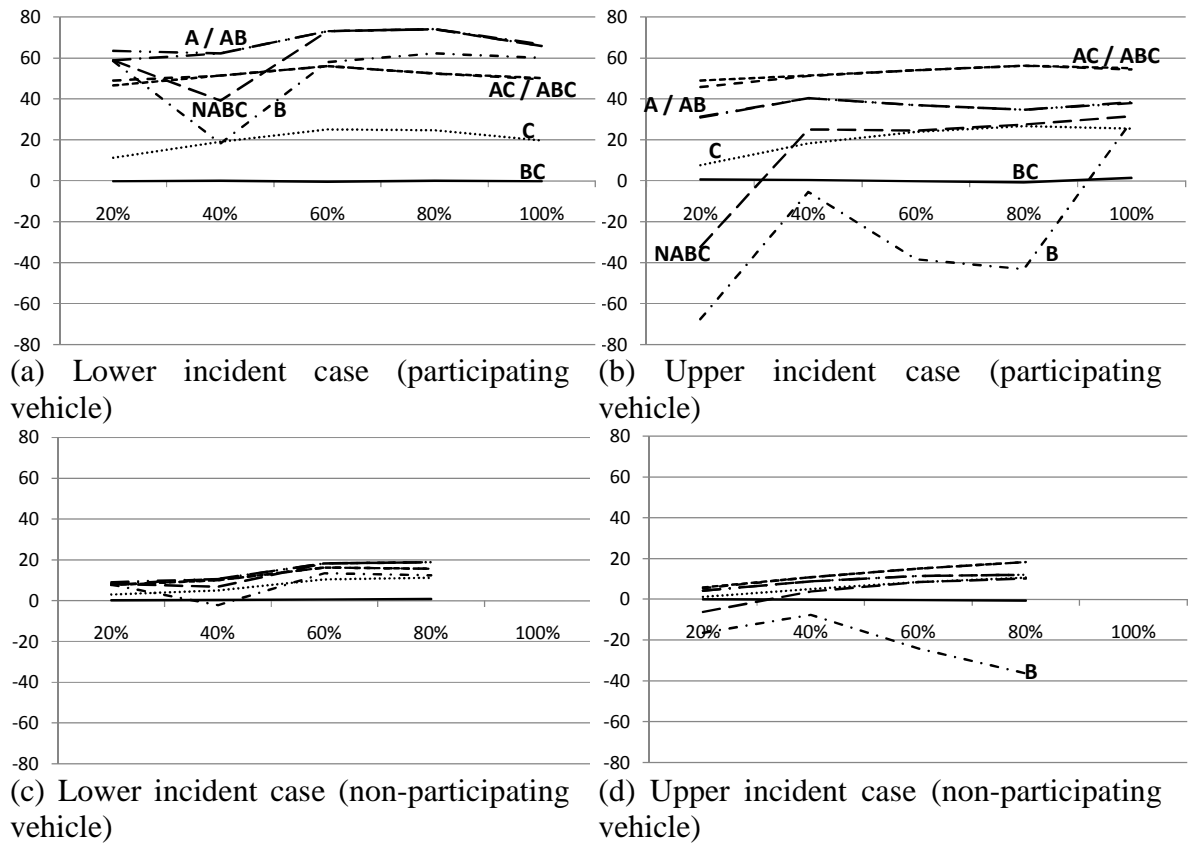 80
60
40
20
0
-20
-40
-60
-80
20% 40% 60% 80% 100%
A / AB
NABC B
AC / ABC
C
BC
80
60
40
20
0
-20
-40
-60
-80
20% 40% 60% 80% 100%
AC / ABC
A / AB
C
BC
NABC
B
(a) Lower incident case (participating
vehicle)
(b) Upper incident case (participating
vehicle)
80
60
40
20
0
-20
-40
-60
-80
20% 40% 60% 80% 100%
80
60
40
20
0
-20
-40
-60
-80
20% 40% 60% 80% 100%
B
(c) Lower incident case (non-participating
vehicle)
(d) Upper incident case (non-participating
vehicle)